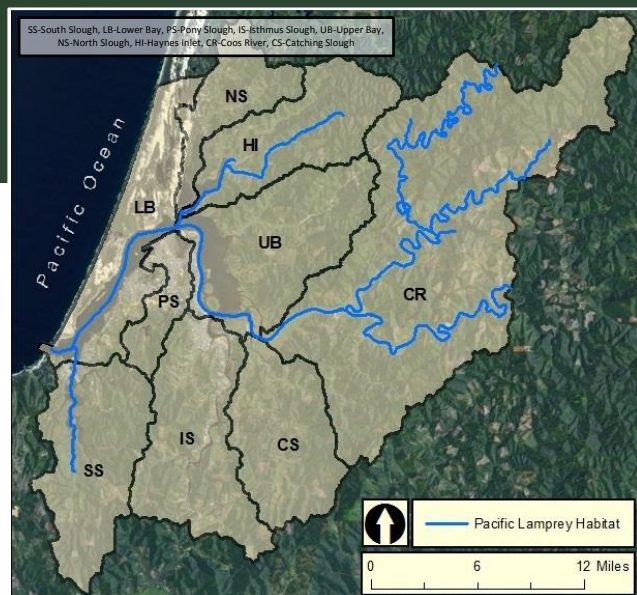 SS-South Slough, LB-Lower Bay, PS-Pony Slough, IS-Isthmus Slough, UB-Upper Bay,
NS-North Slough, HI-Haynes Inlet, CR-Coos River, CS-Catching Slough
NS
HI
Pacific Ocean
LB
UB
PS
CR
IS
CS
SS
Pacific Lamprey Habitat
0 6 12 Miles